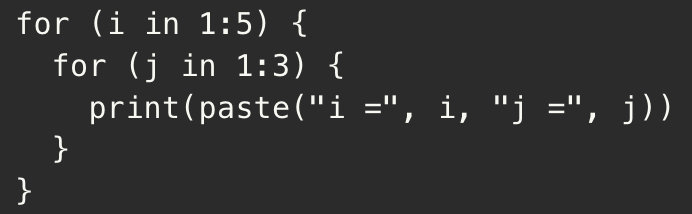 for (i in 1:5) {
  for (j in 1:3) {
    print(paste("i =", i, "j =", j))
  }
}